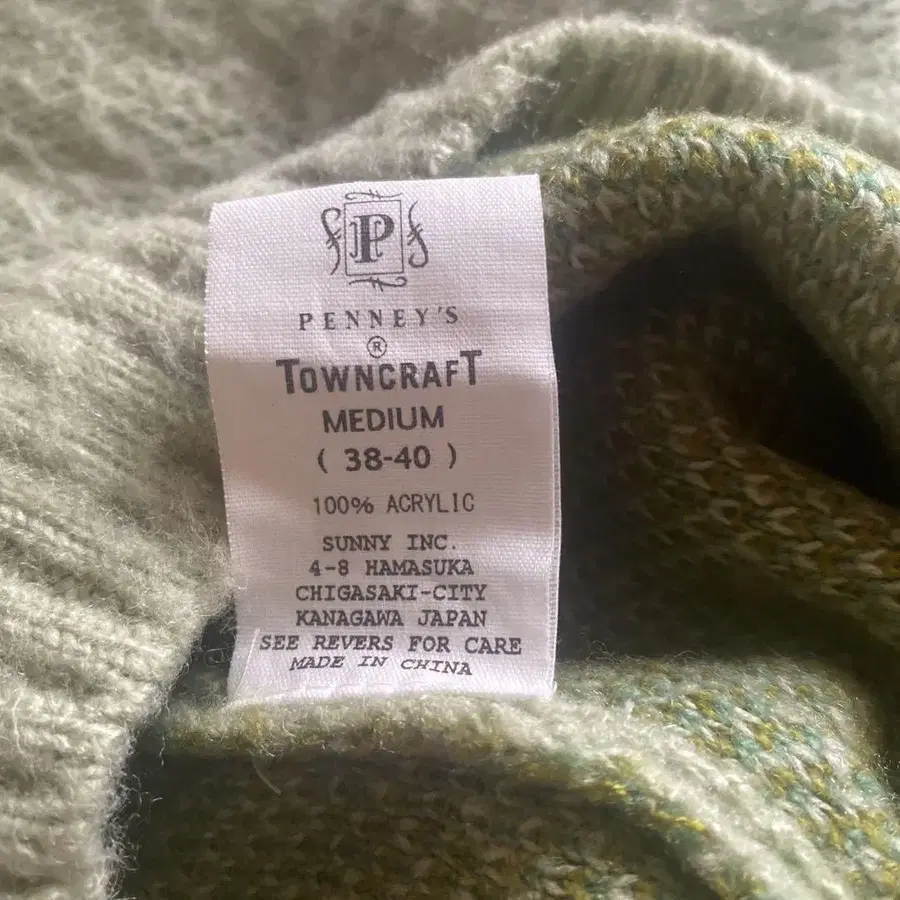 P
PENNEY'S
®
TOWNCRAFT
MEDIUM
( 38-40 )
100% ACRYLIC
SUNNY INC.
4-8 HAMASUKA
CHIGASAKI-CITY
KANAGAWA JAPAN
SEE REVERS FOR CARE
MADE IN CHINA